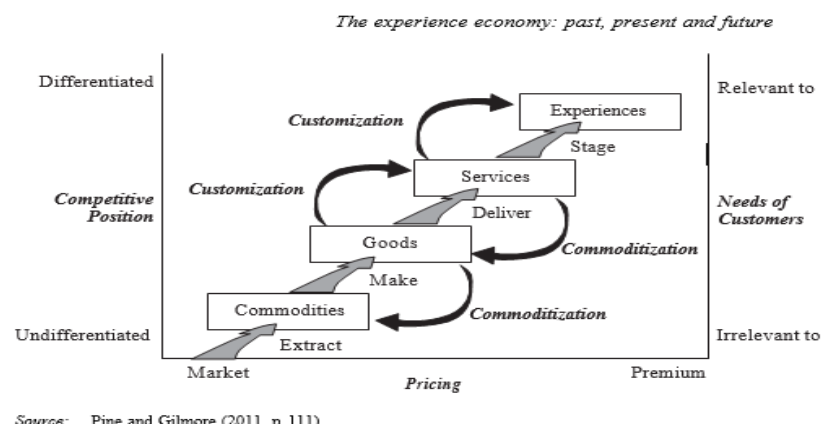 The experience economy: past, present and future
Differentiated
Relevant to
Experiences
Customization
Stage
Services
Customization
Competitive
Position
Needs of
Customers
Deliver
Goods
Commoditization
Make
Commodities
Commoditization
Undifferentiated
Irrelevant to
Extract
Market
Premium
Pricing
Source: Pine and Gilmore (2011, p.111)